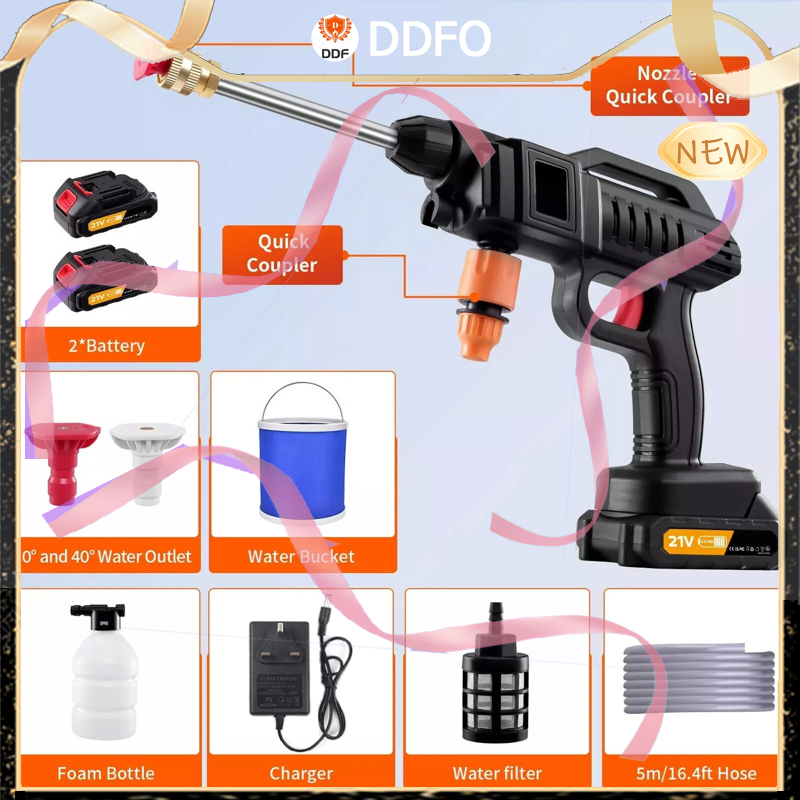 DDF
DDFO
Nozzle
Quick Coupler
NEW
21V
21V
Quick
Coupler
2*Battery
0° and 40° Water Outlet
Water Bucket
21V
Foam Bottle
Charger
Water filter
5m/16.4ft Hose